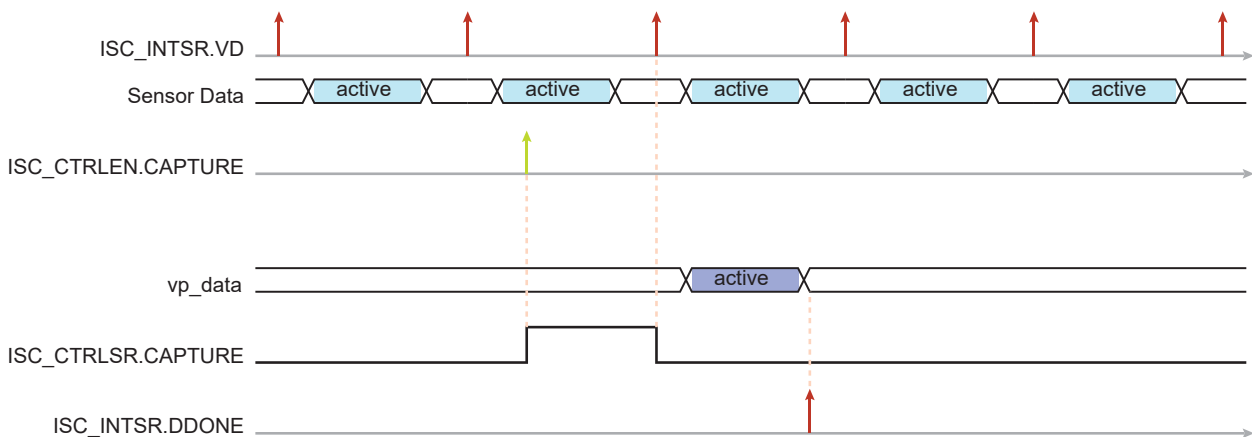 ISC_INTSR.VD
Sensor Data
active active active active active
ISC_CTRLEN.CAPTURE
vp_data
active
ISC_CTRLSR.CAPTURE
ISC_INTSR.DDONE